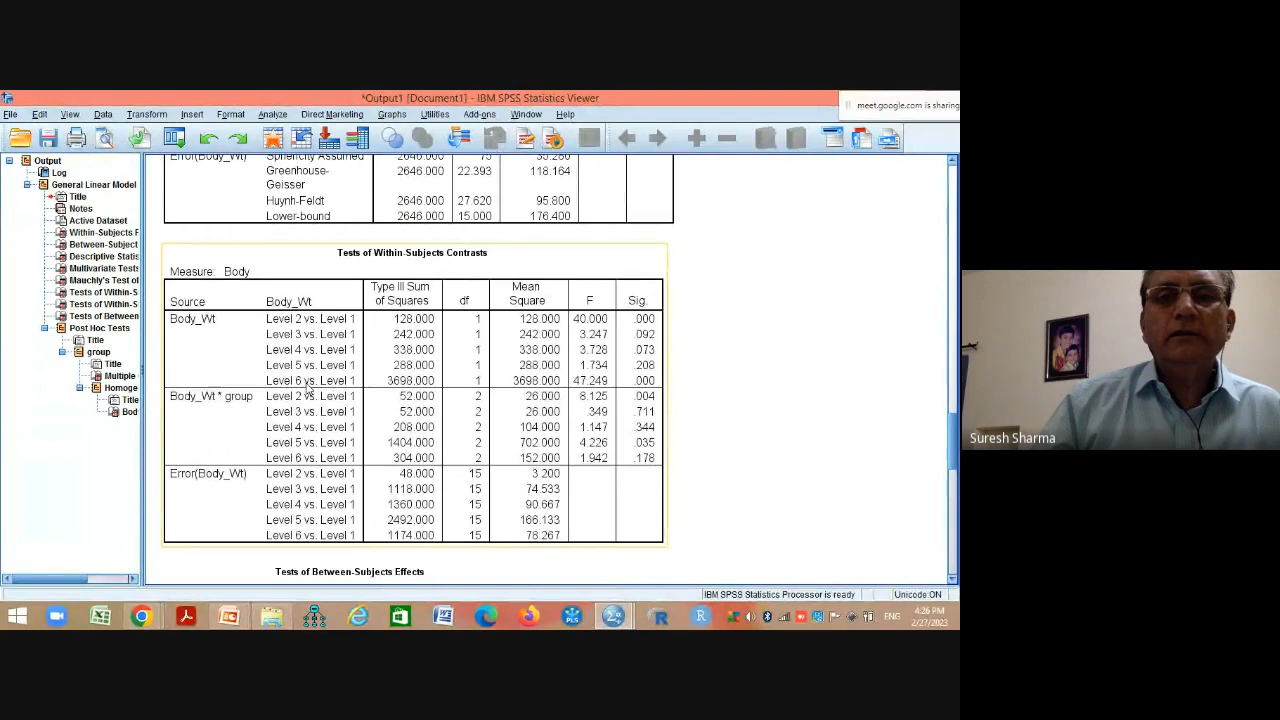 *Output1 [Document1] - IBM SPSS Statistics Viewer
meet.google.com is sharing
File Edit View Data Transform Insert Format Analyze Direct Marketing Graphs Utilities Add-ons Window Help
Output
Log
General Linear Model
Title
Notes
Active Dataset
Within-Subjects F
Between-Subject
Descriptive Statis
Multivariate Tests
Mauchly's Test of
Tests of Within-S
Tests of Within-S
Tests of Between
Post Hoc Tests
Title
group
Title
Multiple
Homoge
Title
Bod
Error(Body_Wt) Sphericity Assumed 2646.000 75 35.280
Greenhouse-Geisser 2646.000 22.393 118.164
Huynh-Feldt 2646.000 27.620 95.800
Lower-bound 2646.000 15.000 176.400
Tests of Within-Subjects Contrasts
Measure: Body
Source Body_Wt Type III Sum of Squares df Mean Square F Sig.
Body_Wt Level 2 vs. Level 1 128.000 1 128.000 40.000 .000
Level 3 vs. Level 1 242.000 1 242.000 3.247 .092
Level 4 vs. Level 1 338.000 1 338.000 3.728 .073
Level 5 vs. Level 1 288.000 1 288.000 1.734 .208
Level 6 vs. Level 1 3698.000 1 3698.000 47.249 .000
Body_Wt * group Level 2 vs. Level 1 52.000 2 26.000 8.125 .004
Level 3 vs. Level 1 52.000 2 26.000 .349 .711
Level 4 vs. Level 1 208.000 2 104.000 1.147 .344
Level 5 vs. Level 1 1404.000 2 702.000 4.226 .035
Level 6 vs. Level 1 304.000 2 152.000 1.942 .178
Error(Body_Wt) Level 2 vs. Level 1 48.000 15 3.200
Level 3 vs. Level 1 1118.000 15 74.533
Level 4 vs. Level 1 1360.000 15 90.667
Level 5 vs. Level 1 2492.000 15 166.133
Level 6 vs. Level 1 1174.000 15 78.267
Tests of Between-Subjects Effects
IBM SPSS Statistics Processor is ready Unicode:ON
PLS R R ENG 4:26 PM
2/27/2023
Suresh Sharma